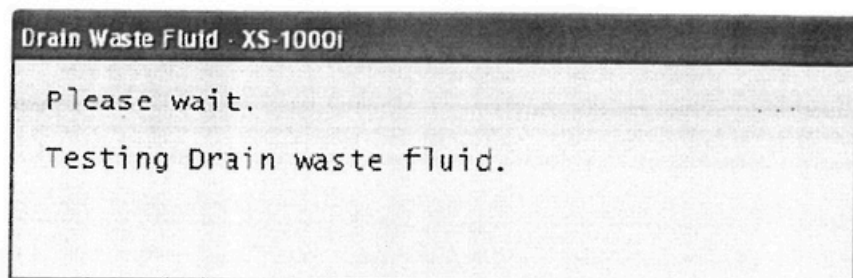 Drain Waste Fluid - XS-1000i
Please wait.
Testing Drain waste fluid.